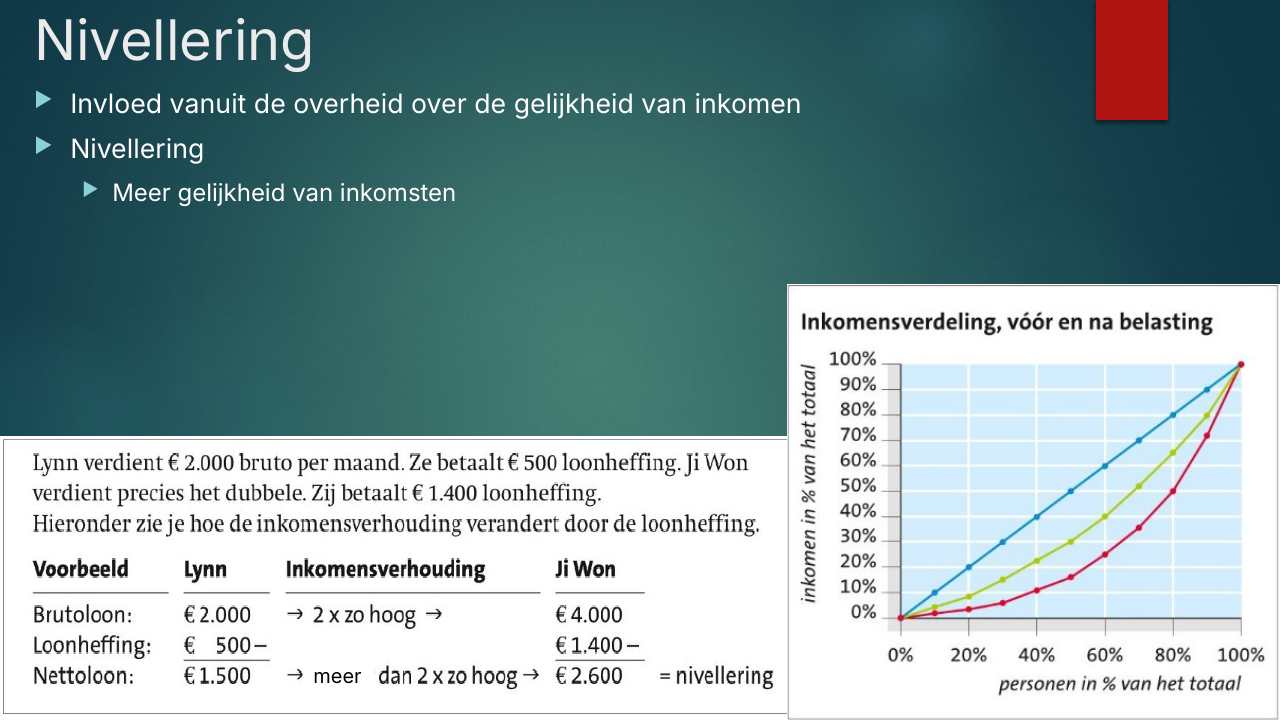 Nivellering
Invloed vanuit de overheid over de gelijkheid van inkomen
Nivellering
Meer gelijkheid van inkomsten
Lynn verdient € 2.000 bruto per maand. Ze betaalt € 500 loonheffing. Ji Won
verdient precies het dubbele. Zij betaalt € 1.400 loonheffing.
Hieronder zie je hoe de inkomensverhouding verandert door de loonheffing.
Voorbeeld Lynn Inkomensverhouding Ji Won
Brutoloon: € 2.000 → 2 x zo hoog → € 4.000
Loonheffing: € 500 – € 1.400 –
Nettoloon: € 1.500 → meer dan 2 x zo hoog → € 2.600 = nivellering
Inkomensverdeling, vóór en na belasting
inkomen in % van het totaal
100%
90%
80%
70%
60%
50%
40%
30%
20%
10%
0%
0% 20% 40% 60% 80% 100%
personen in % van het totaal